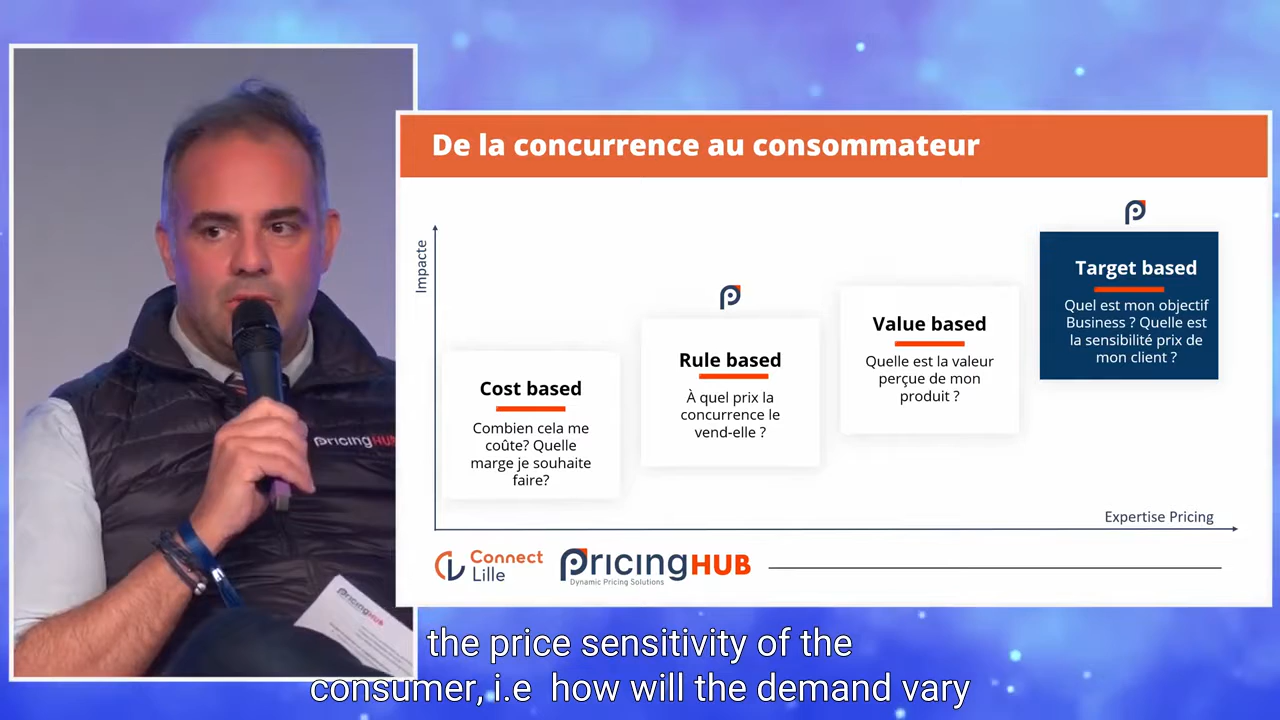 De la concurrence au consommateur
Impacte
Cost based
Combien cela me
coûte? Quelle
marge je souhaite
faire?
Rule based
À quel prix la
concurrence le
vend-elle ?
Value based
Quelle est la valeur
perçue de mon
produit ?
Target based
Quel est mon objectif
Business ? Quelle est
la sensibilité prix de
mon client ?
Expertise Pricing
Connect
Lille
PricingHUB
Dynamic Pricing Solutions
PricingHUB
PricingHUB
the price sensitivity of the
consumer, i.e  how will the demand vary